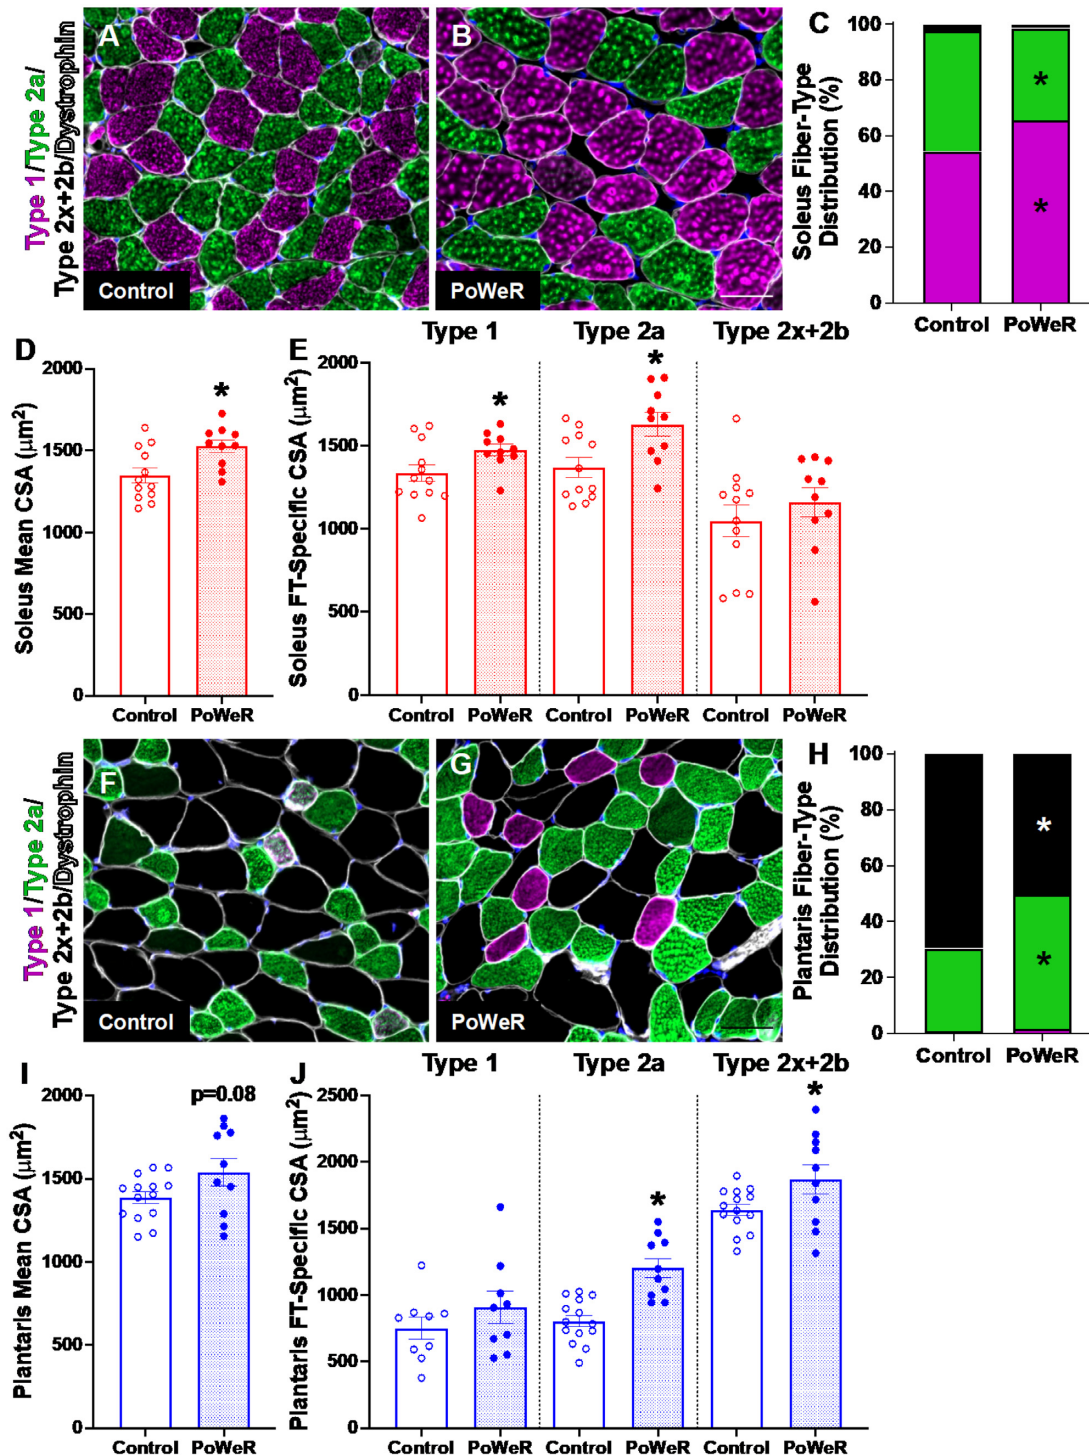 A
B
C
Type 1/Type 2a/
Type 2x+2b/Dystrophin
Control
PoWeR
Soleus Fiber-Type
Distribution (%)
100
80
60
40
20
0
*
*
Control
PoWeR
D
Soleus Mean CSA (μm²)
2000
1500
1000
500
0
*
Control
PoWeR
E
Type 1
Type 2a
Type 2x+2b
Soleus FT-Specific CSA (μm²)
2000
1500
1000
500
0
*
*
Control
PoWeR
Control
PoWeR
Control
PoWeR
F
G
H
Type 1/Type 2a/
Type 2x+2b/Dystrophin
Control
PoWeR
Plantaris Fiber-Type
Distribution (%)
100
80
60
40
20
0
*
*
Control
PoWeR
I
Plantaris Mean CSA (μm²)
2000
1500
1000
500
0
p=0.08
Control
PoWeR
J
Type 1
Type 2a
Type 2x+2b
Plantaris FT-Specific CSA (μm²)
2500
2000
1500
1000
500
0
*
*
Control
PoWeR
Control
PoWeR
Control
PoWeR